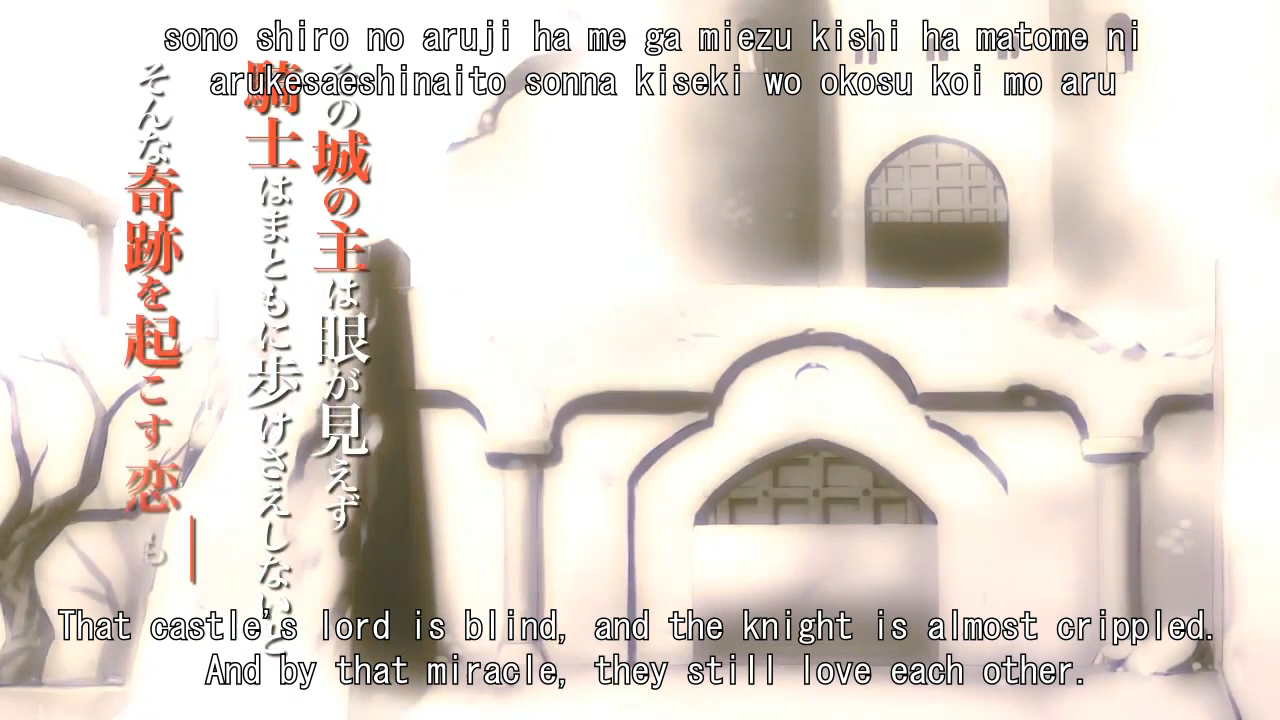 sono shiro no aruji ha me ga miezu kishi ha matome ni
arukesaeshinaito sonna kiseki wo okosu koi mo aru
その城の主は眼が見えず
騎士はまともに歩けさえしないと
そんな奇跡を起こす恋も
That castle's lord is blind, and the knight is almost crippled.
And by that miracle, they still love each other.